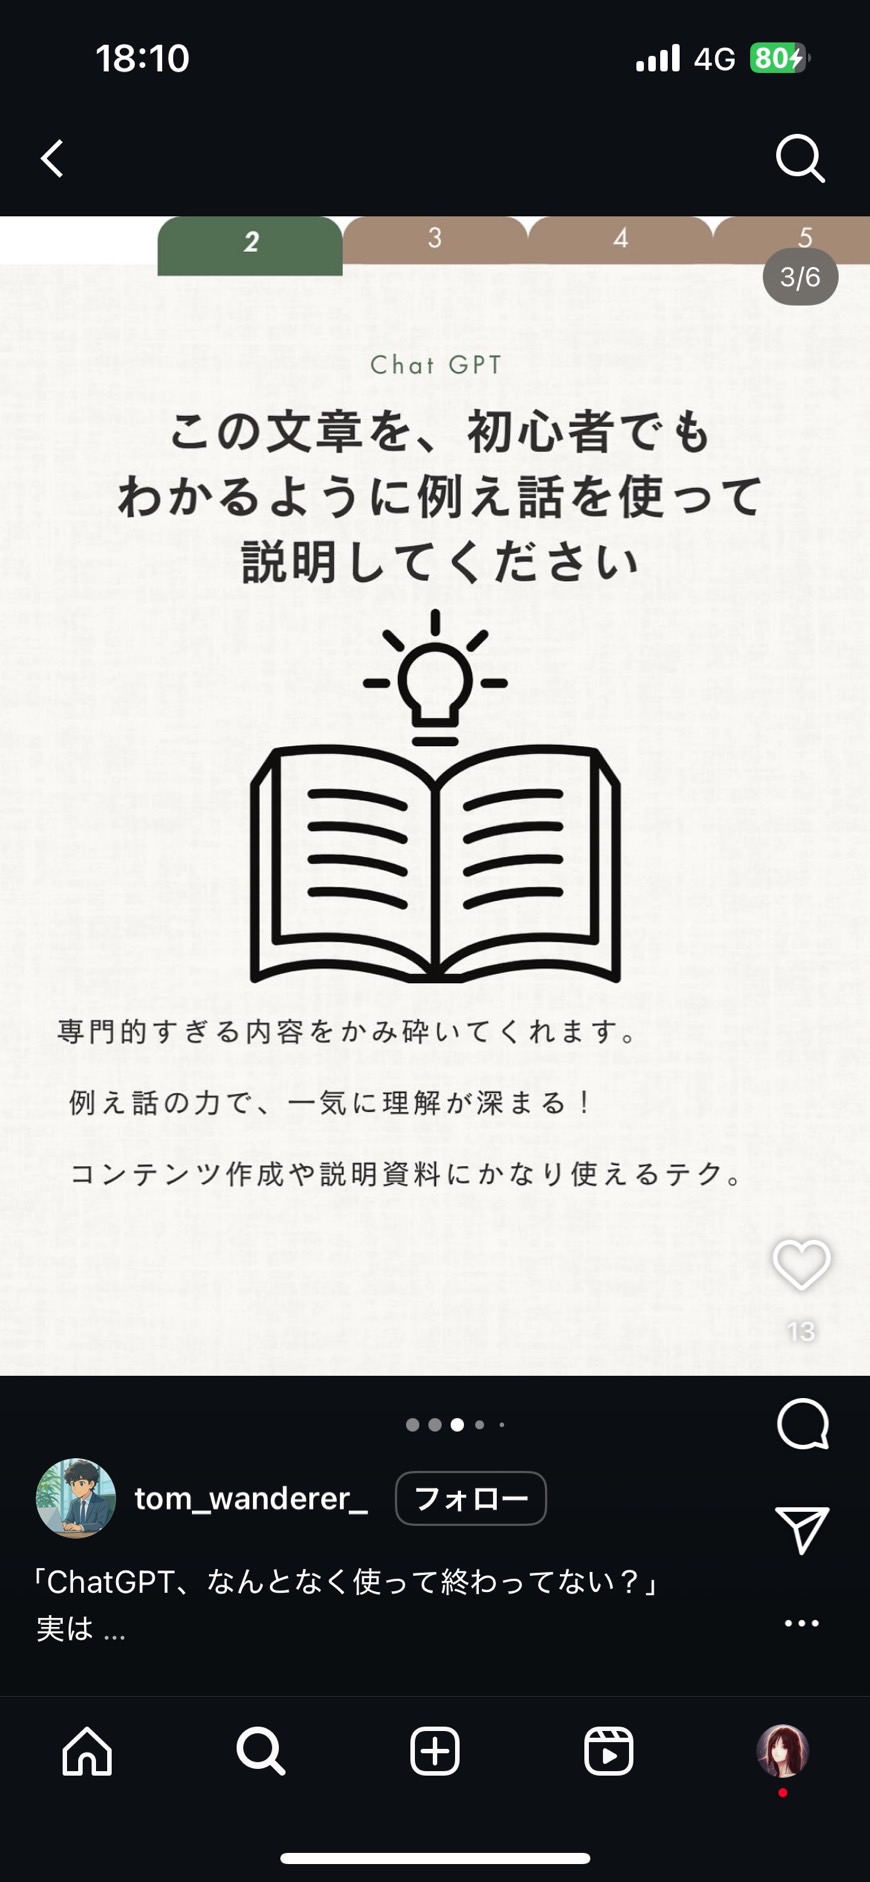 18:10
4G
80
2
3
4
5
3/6
Chat GPT
この文章を、初心者でも
わかるように例え話を使って
説明してください
専門的すぎる内容をかみ砕いてくれます。
例え話の力で、一気に理解が深まる！
コンテンツ作成や説明資料にかなり使えるテク。
13
tom_wanderer_
フォロー
「ChatGPT、なんとなく使って終わってない？」
実は ...